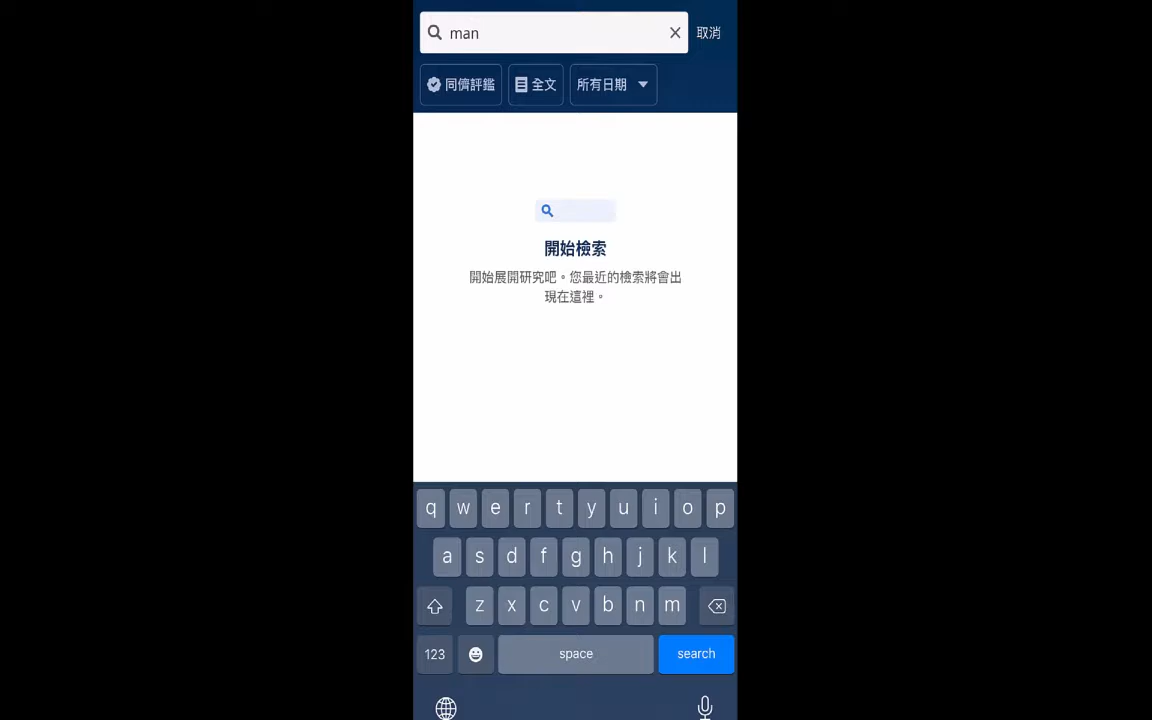 man
取消
同儕評鑑
全文
所有日期
開始檢索
開始展開研究吧。您最近的檢索將會出
現在這裡。
q w e r t y u i o p
a s d f g h j k l
z x c v b n m
123
space
search